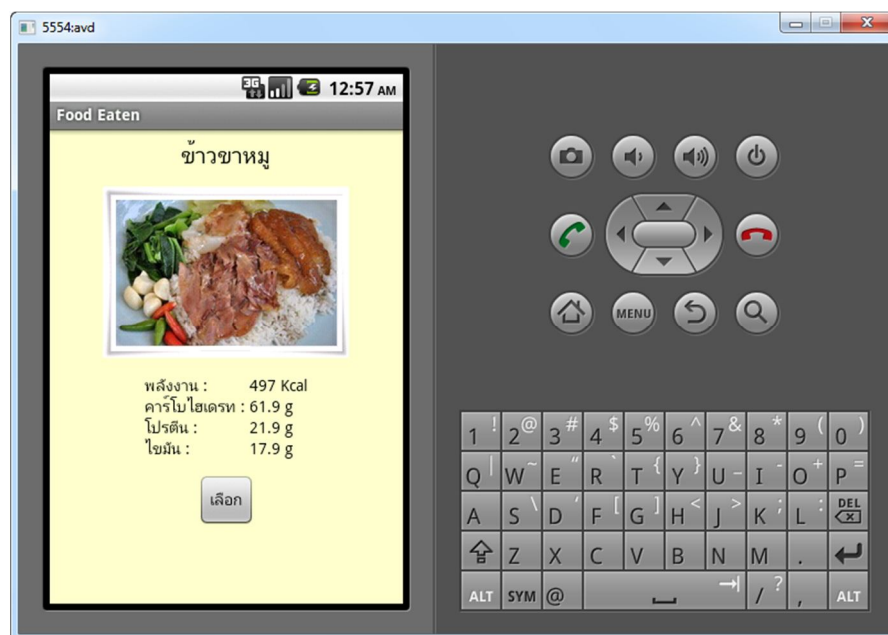 5554:avd
3G 12:57 AM
Food Eaten
ข้าวขาหมู
พลังงาน : 497 Kcal
คาร์โบไฮเดรท : 61.9 g
โปรตีน : 21.9 g
ไขมัน : 17.9 g
เลือก
MENU
1 ! 2 @ 3 # 4 $ 5 % 6 ^ 7 & 8 * 9 ( 0 )
Q | W ~ E " R ` T { Y } U _ I - O + P =
A S \ D ' F [ G ] H < J > K ; L : DEL
Z X C V B N M .
ALT SYM @ / ? , ALT